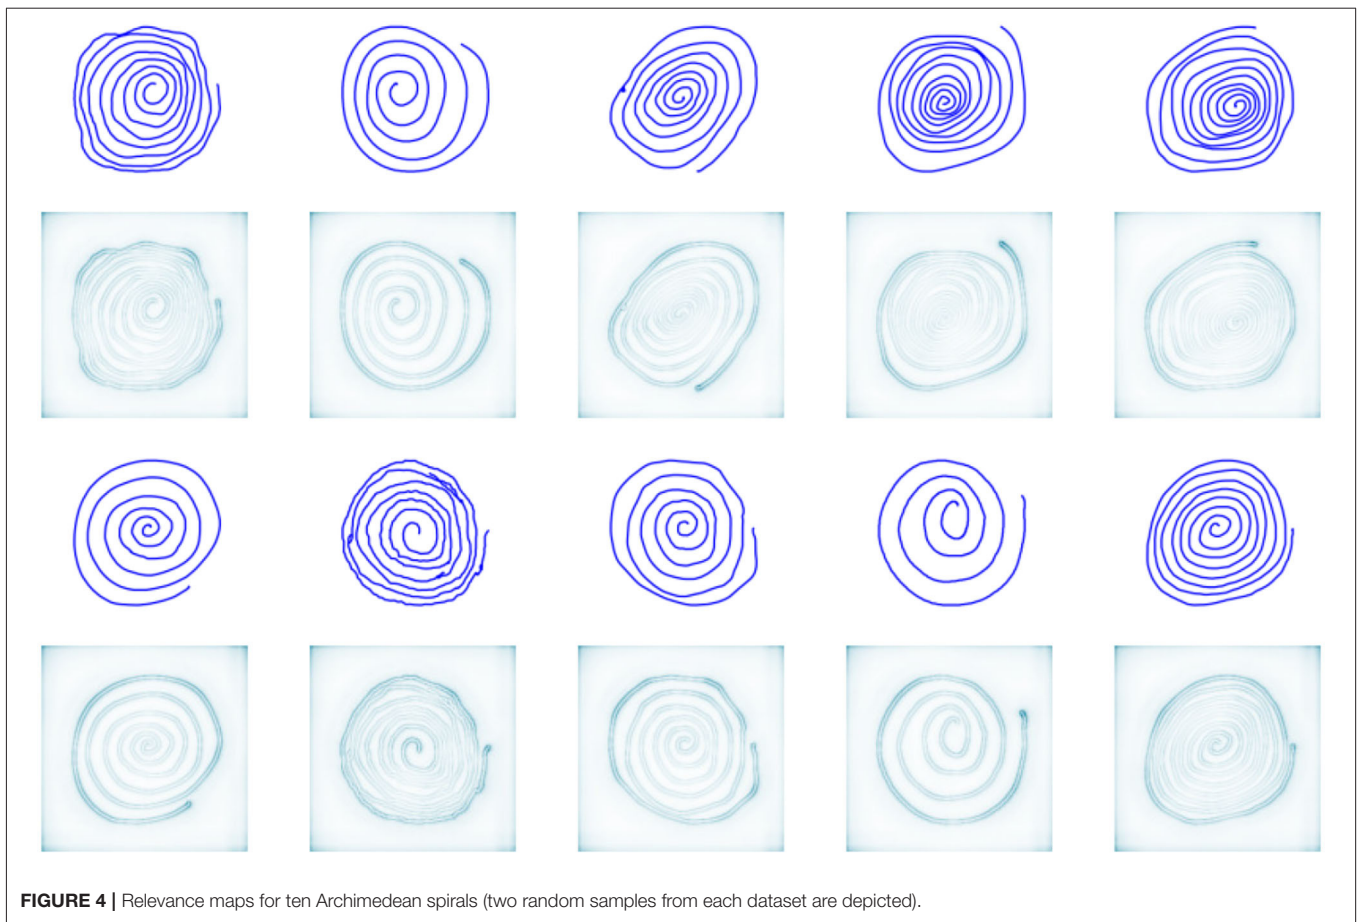 FIGURE 4 | Relevance maps for ten Archimedean spirals (two random samples from each dataset are depicted).